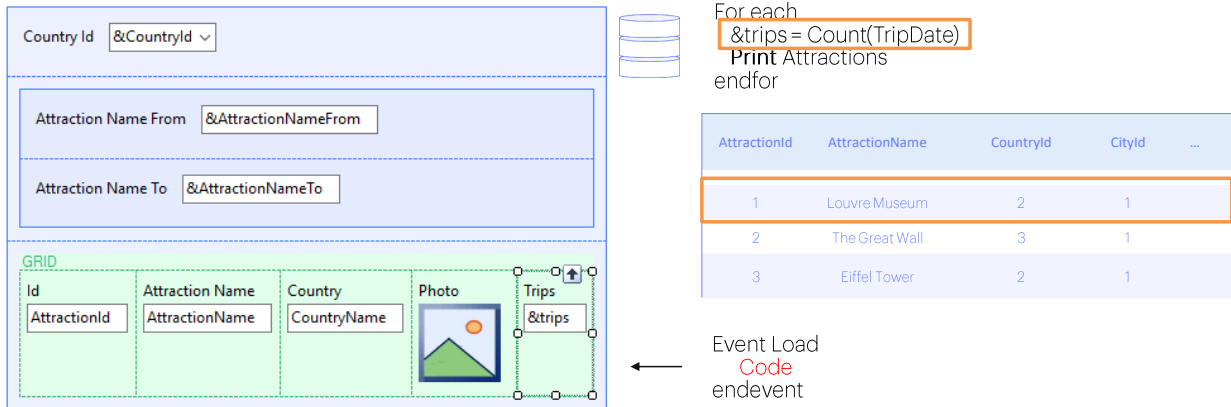 Country Id &CountryId
Attraction Name From &AttractionNameFrom
Attraction Name To &AttractionNameTo
GRID
Id Attraction Name Country Photo Trips
AttractionId AttractionName CountryName &trips
For each
&trips = Count(TripDate)
Print Attractions
endfor
AttractionId AttractionName CountryId CityId ...
1 Louvre Museum 2 1
2 The Great Wall 3 1
3 Eiffel Tower 2 1
Event Load
Code
endevent